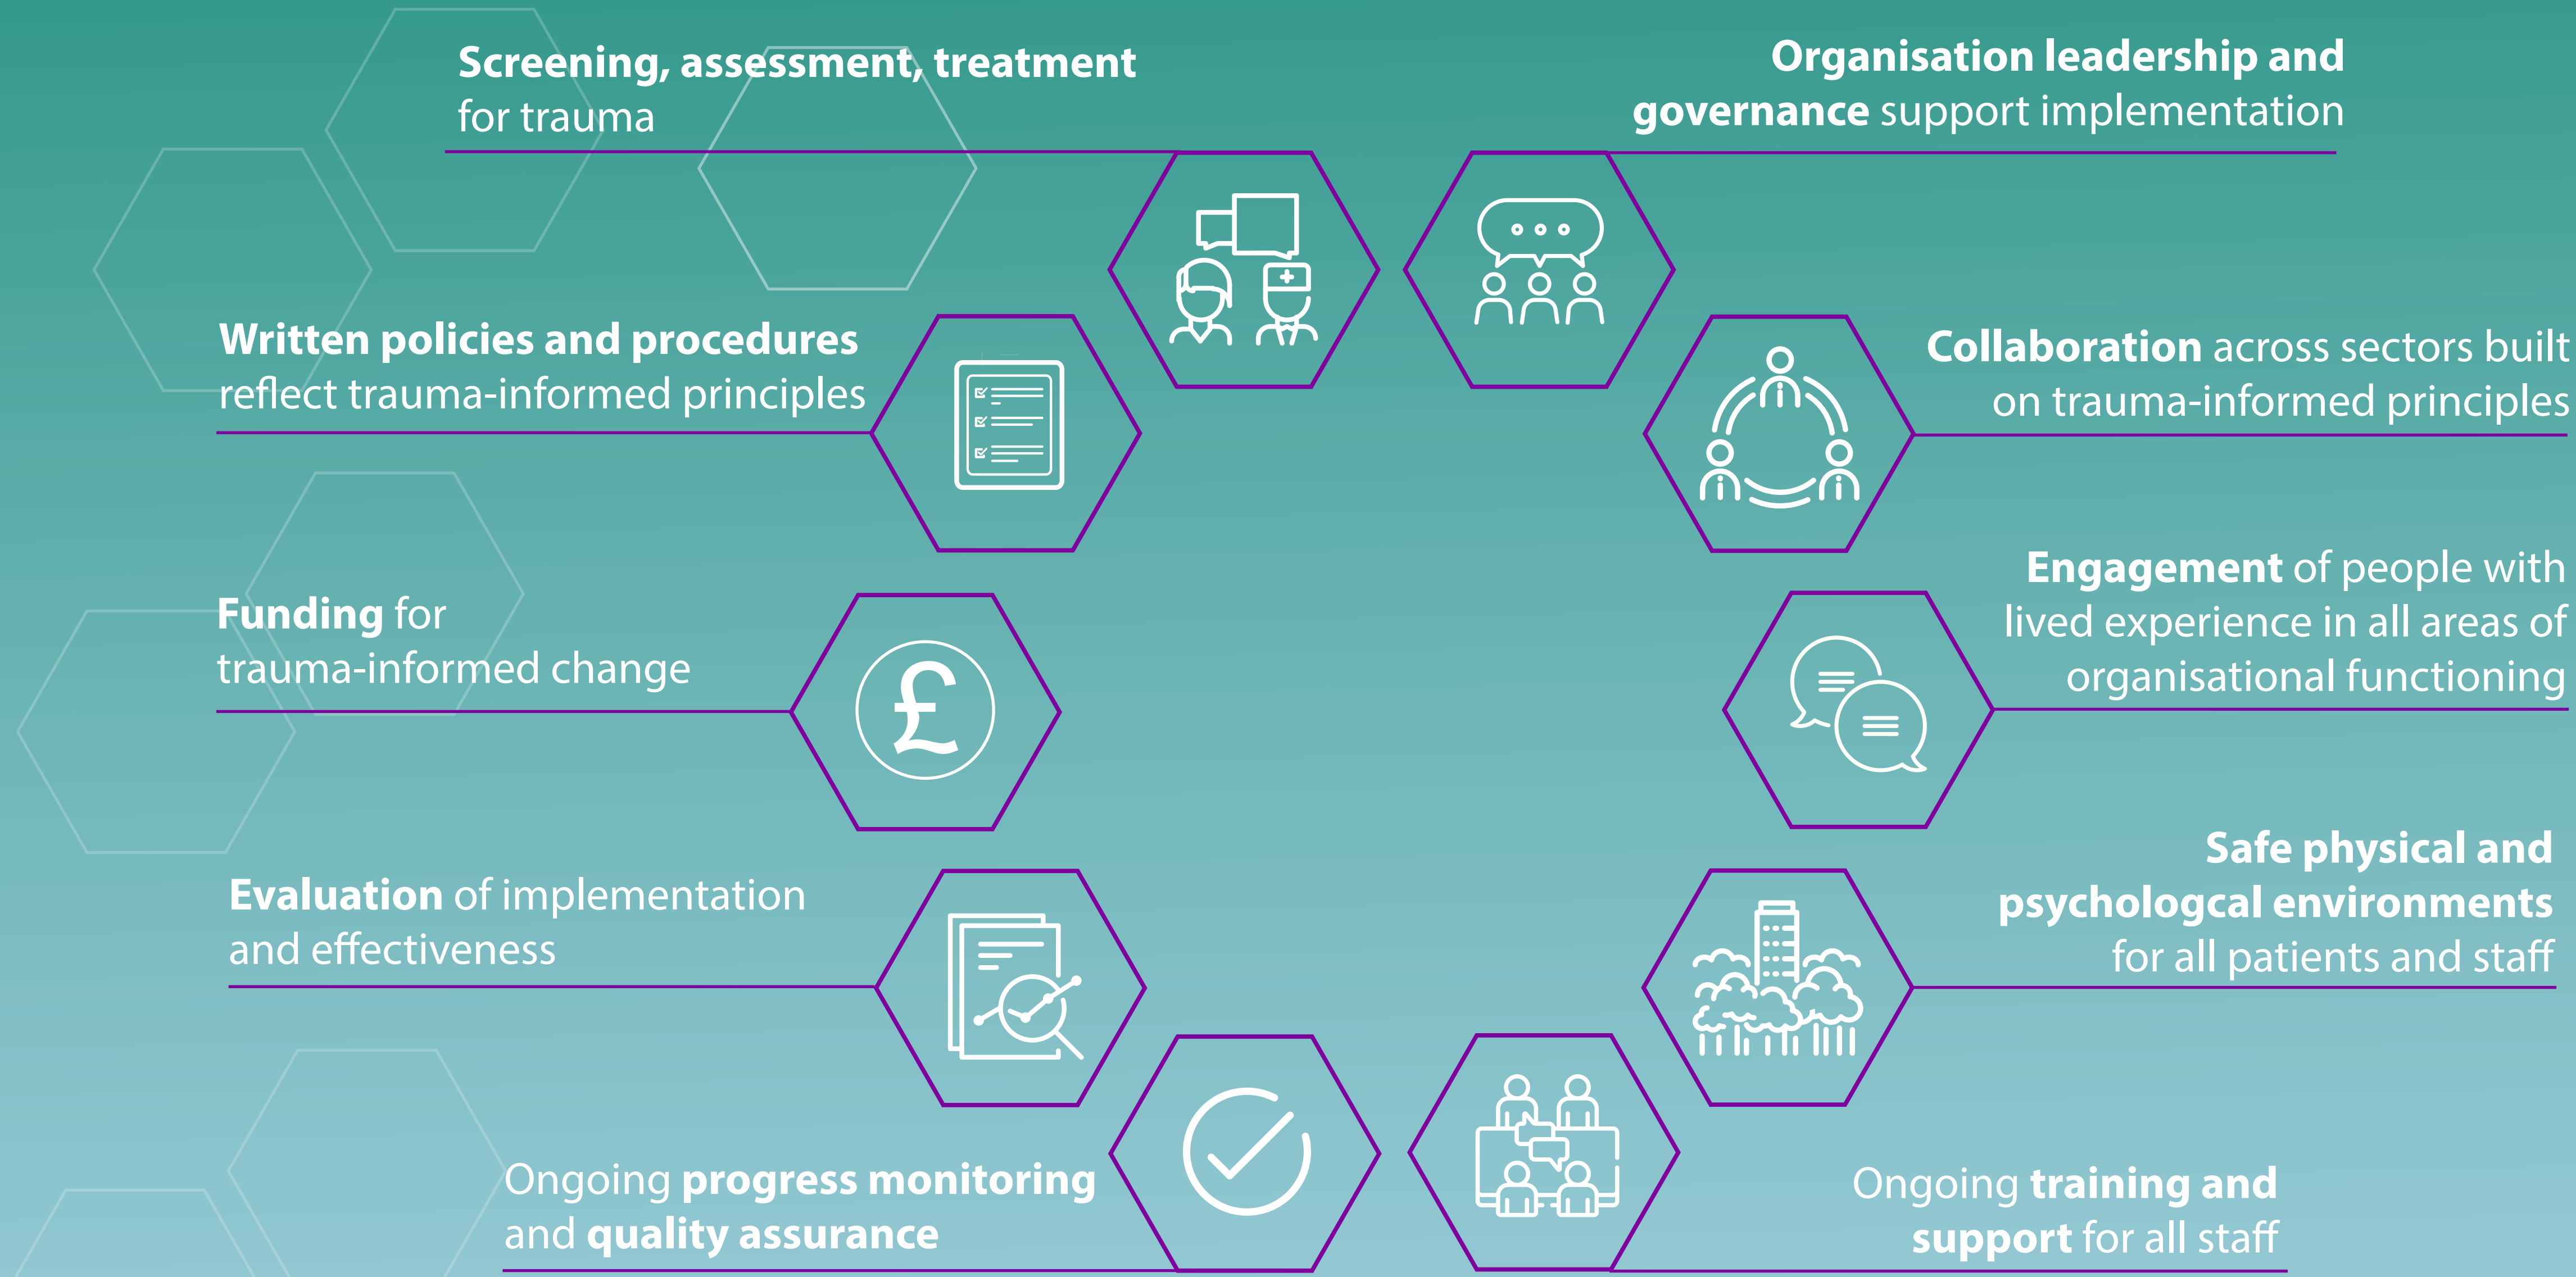 Screening, assessment, treatment
for trauma
Organisation leadership and
governance support implementation
Written policies and procedures
reflect trauma-informed principles
Collaboration across sectors built
on trauma-informed principles
Engagement of people with
lived experience in all areas of
organisational functioning
Funding for
trauma-informed change
£
Safe physical and
psychologcal environments
for all patients and staff
Evaluation of implementation
and effectiveness
Ongoing progress monitoring
and quality assurance
Ongoing training and
support for all staff